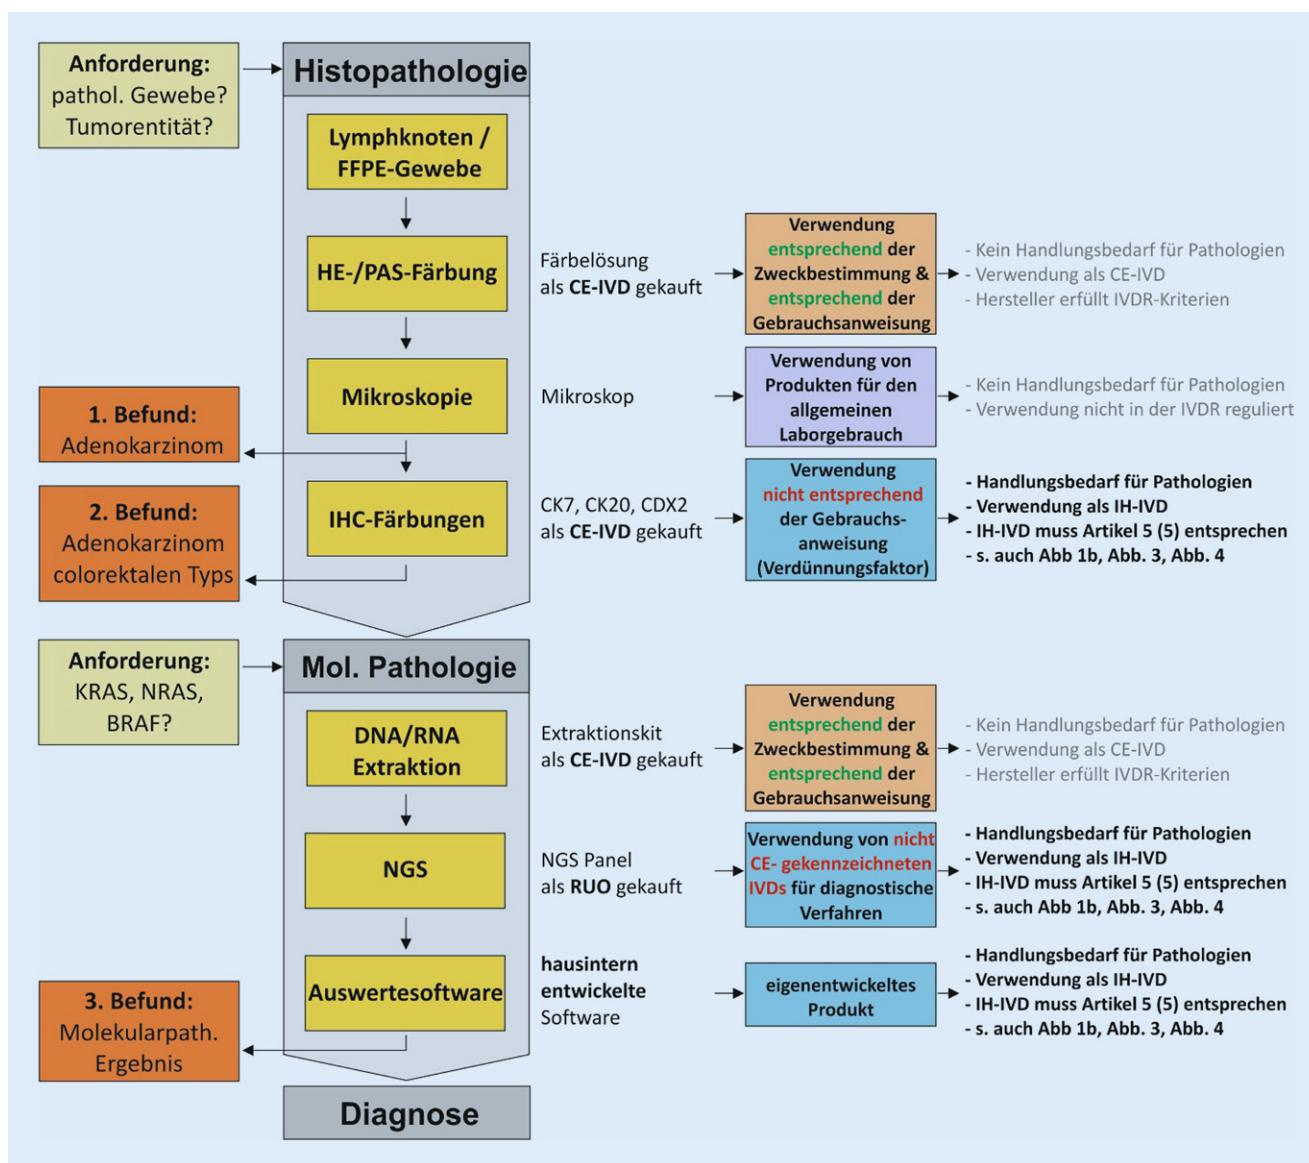 Anforderung:
pathol. Gewebe?
Tumorentität?
Histopathologie
Lymphknoten /
FFPE-Gewebe
HE-/PAS-Färbung
Färbelösung
als CE-IVD gekauft
Verwendung
entsprechend der
Zweckbestimmung &
entsprechend der
Gebrauchsanweisung
- Kein Handlungsbedarf für Pathologien
- Verwendung als CE-IVD
- Hersteller erfüllt IVDR-Kriterien
Mikroskopie
Mikroskop
Verwendung von
Produkten für den
allgemeinen
Laborgebrauch
- Kein Handlungsbedarf für Pathologien
- Verwendung nicht in der IVDR reguliert
1. Befund:
Adenokarzinom
IHC-Färbungen
CK7, CK20, CDX2
als CE-IVD gekauft
Verwendung
nicht entsprechend
der Gebrauchs-
anweisung
(Verdünnungsfaktor)
- Handlungsbedarf für Pathologien
- Verwendung als IH-IVD
- IH-IVD muss Artikel 5 (5) entsprechen
- s. auch Abb 1b, Abb. 3, Abb. 4
2. Befund:
Adenokarzinom
colorektalen Typs
Anforderung:
KRAS, NRAS,
BRAF?
Mol. Pathologie
DNA/RNA
Extraktion
Extraktionskit
als CE-IVD gekauft
Verwendung
entsprechend der
Zweckbestimmung &
entsprechend der
Gebrauchsanweisung
- Kein Handlungsbedarf für Pathologien
- Verwendung als CE-IVD
- Hersteller erfüllt IVDR-Kriterien
NGS
NGS Panel
als RUO gekauft
Verwendung von nicht
CE- gekennzeichneten
IVDs für diagnostische
Verfahren
- Handlungsbedarf für Pathologien
- Verwendung als IH-IVD
- IH-IVD muss Artikel 5 (5) entsprechen
- s. auch Abb 1b, Abb. 3, Abb. 4
Auswertesoftware
hausintern
entwickelte
Software
eigenentwickeltes
Produkt
- Handlungsbedarf für Pathologien
- Verwendung als IH-IVD
- IH-IVD muss Artikel 5 (5) entsprechen
- s. auch Abb 1b, Abb. 3, Abb. 4
3. Befund:
Molekularpath.
Ergebnis
Diagnose